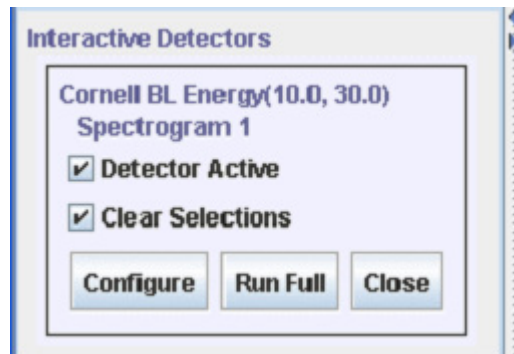 Interactive Detectors
Cornell BL Energy(10.0, 30.0)
Spectrogram 1
Detector Active
Clear Selections
Configure Run Full Close